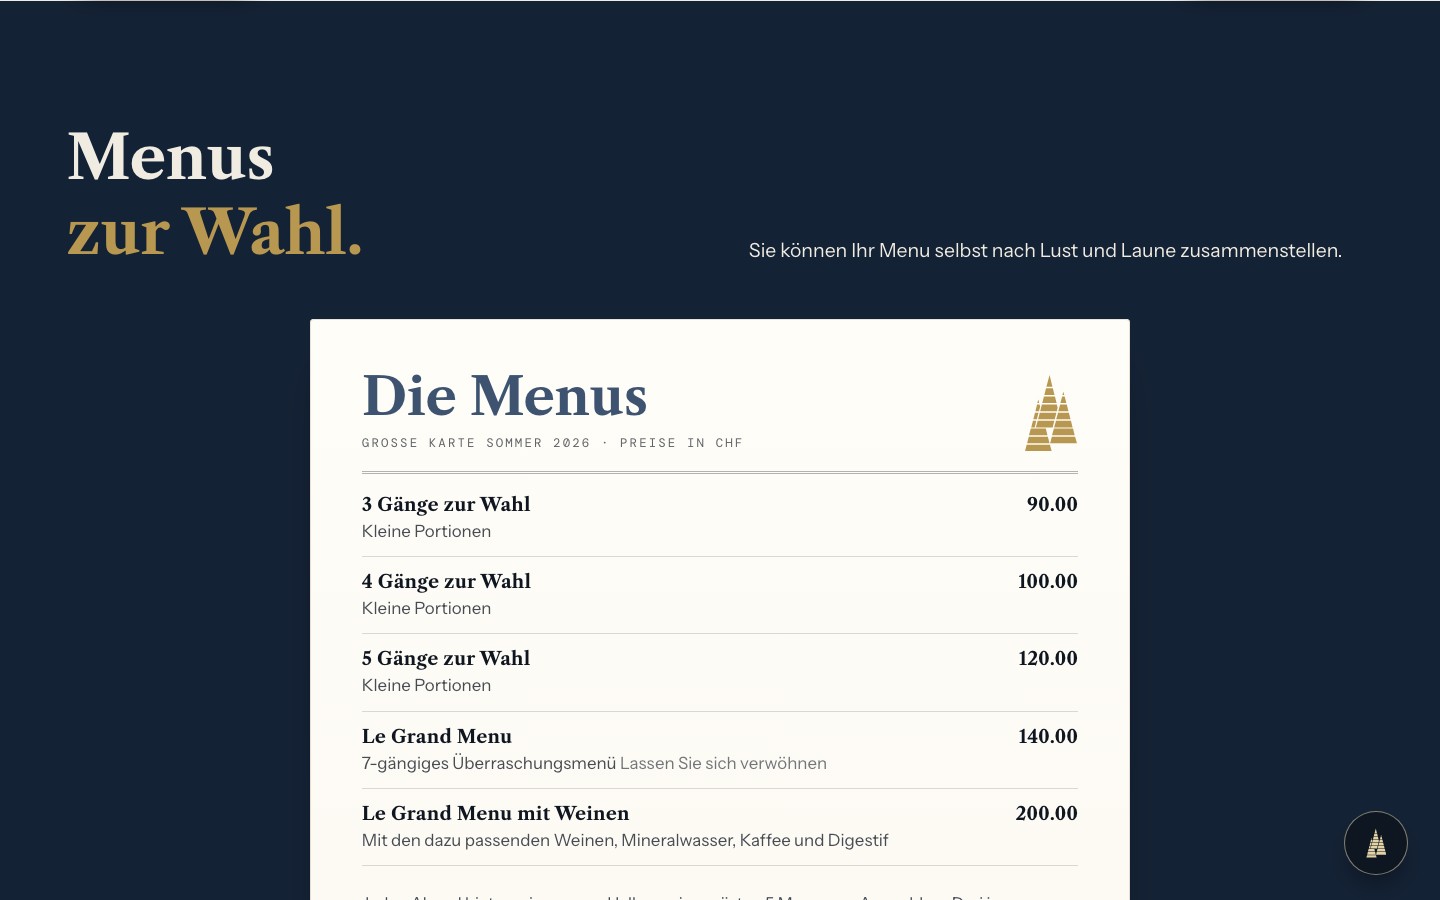 Menus
zur Wahl.
Sie können Ihr Menu selbst nach Lust und Laune zusammenstellen.
Die Menus
GROSSE KARTE SOMMER 2026 · PREISE IN CHF
3 Gänge zur Wahl 90.00
Kleine Portionen
4 Gänge zur Wahl 100.00
Kleine Portionen
5 Gänge zur Wahl 120.00
Kleine Portionen
Le Grand Menu 140.00
7-gängiges Überraschungsmenü Lassen Sie sich verwöhnen
Le Grand Menu mit Weinen 200.00
Mit den dazu passenden Weinen, Mineralwasser, Kaffee und Digestif